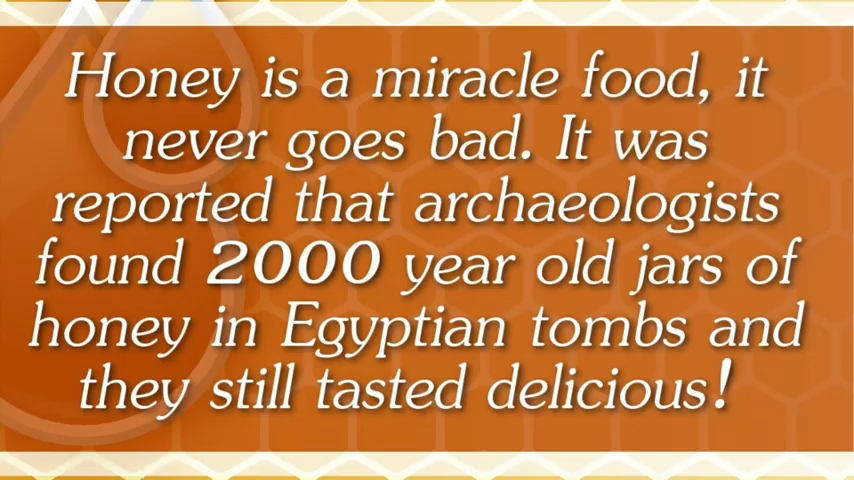 Honey is a miracle food, it
never goes bad. It was
reported that archaeologists
found 2000 year old jars of
honey in Egyptian tombs and
they still tasted delicious!